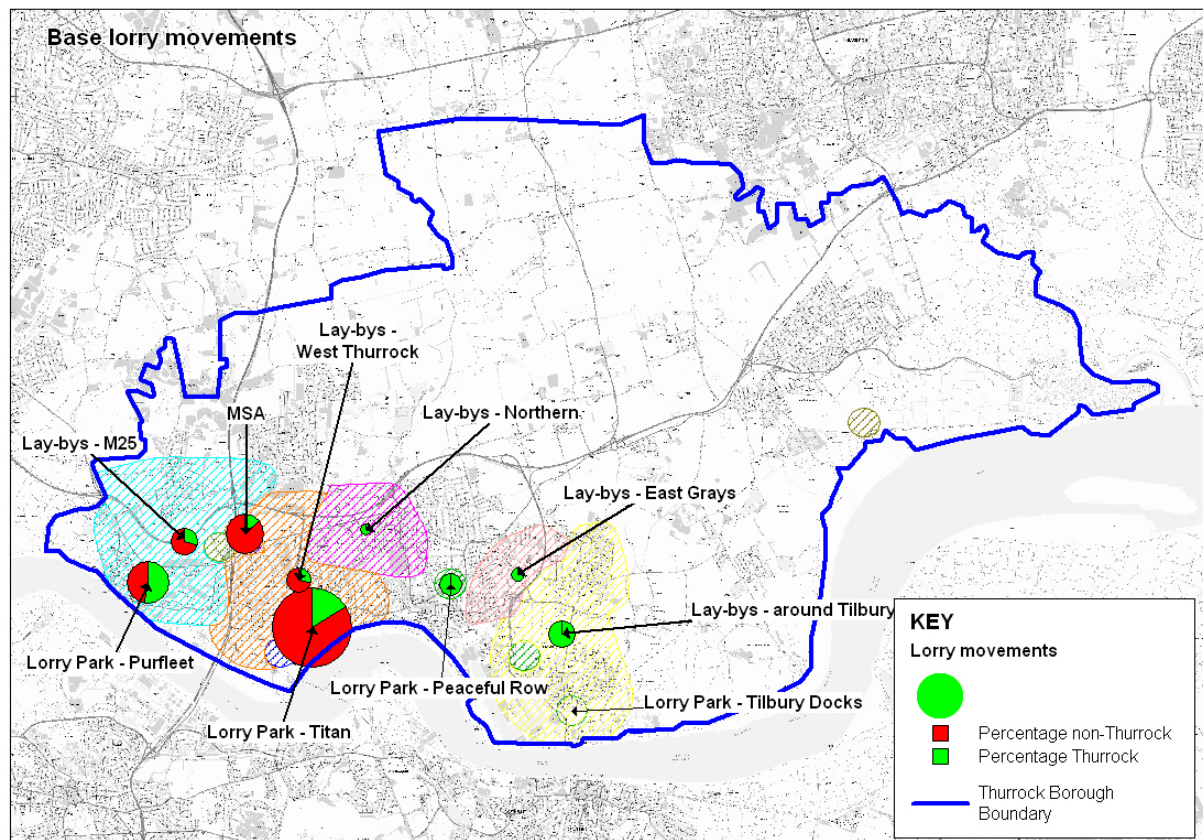 Base lorry movements
Lay-bys -
West Thurrock
MSA
Lay-bys - Northern
Lay-bys - M25
Lay-bys - East Grays
Lay-bys - around Tilbury
Lorry Park - Purfleet
Lorry Park - Peaceful Row
Lorry Park - Tilbury Docks
Lorry Park - Titan
KEY
Lorry movements
Percentage non-Thurrock
Percentage Thurrock
Thurrock Borough
Boundary